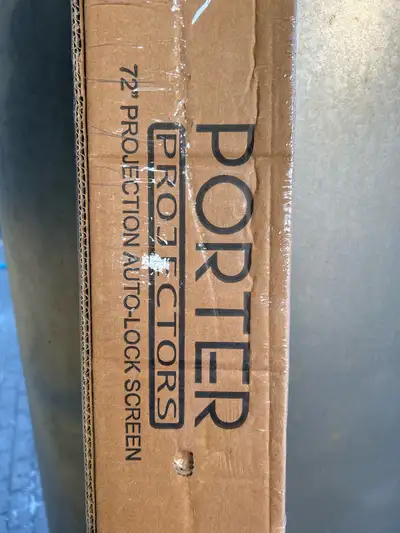 PORTER
PROJECTORS
72" PROJECTION AUTO-LOCK SCREEN